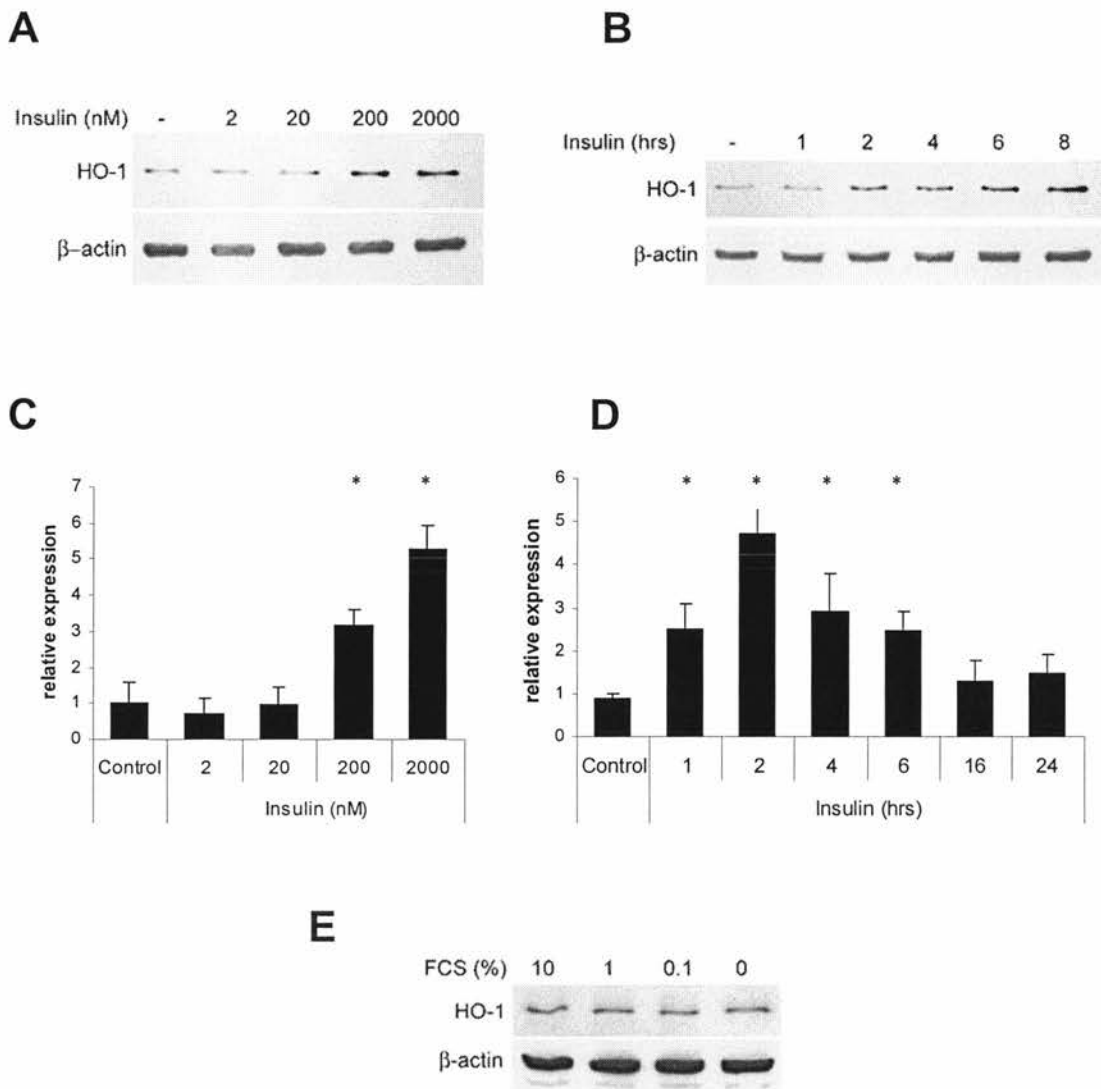 A
Insulin (nM) - 2 20 200 2000
HO-1
β–actin
B
Insulin (hrs) - 1 2 4 6 8
HO-1
β-actin
C
relative expression
7
6
5
4
3
2
1
0
* *
Control 2 20 200 2000
Insulin (nM)
D
relative expression
6
5
4
3
2
1
0
* * * *
Control 1 2 4 6 16 24
Insulin (hrs)
E
FCS (%) 10 1 0.1 0
HO-1
β-actin